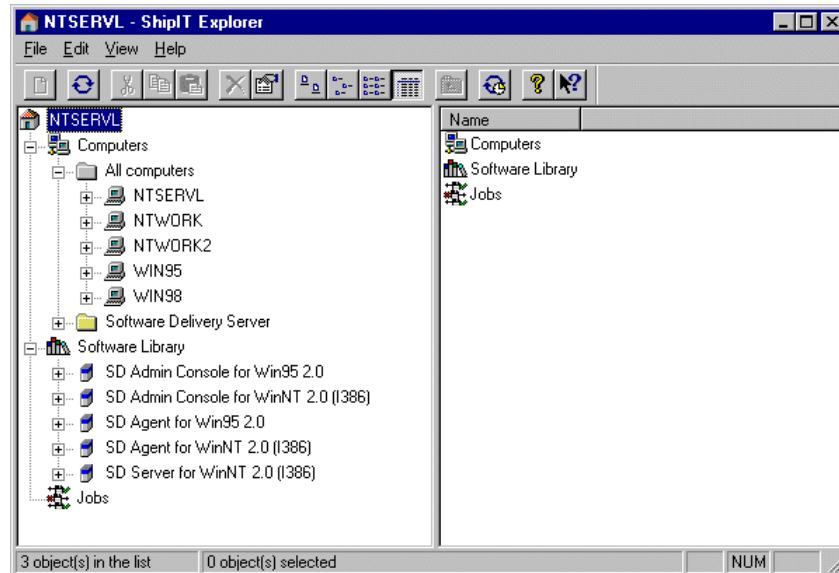 NTSERVL - ShipIT Explorer
File Edit View Help
NTSERVL
Computers
All computers
NTSERVL
NTWORK
NTWORK2
WIN95
WIN98
Software Delivery Server
Software Library
SD Admin Console for Win95 2.0
SD Admin Console for WinNT 2.0 (I386)
SD Agent for Win95 2.0
SD Agent for WinNT 2.0 (I386)
SD Server for WinNT 2.0 (I386)
Jobs
Name
Computers
Software Library
Jobs
3 object(s) in the list 0 object(s) selected NUM